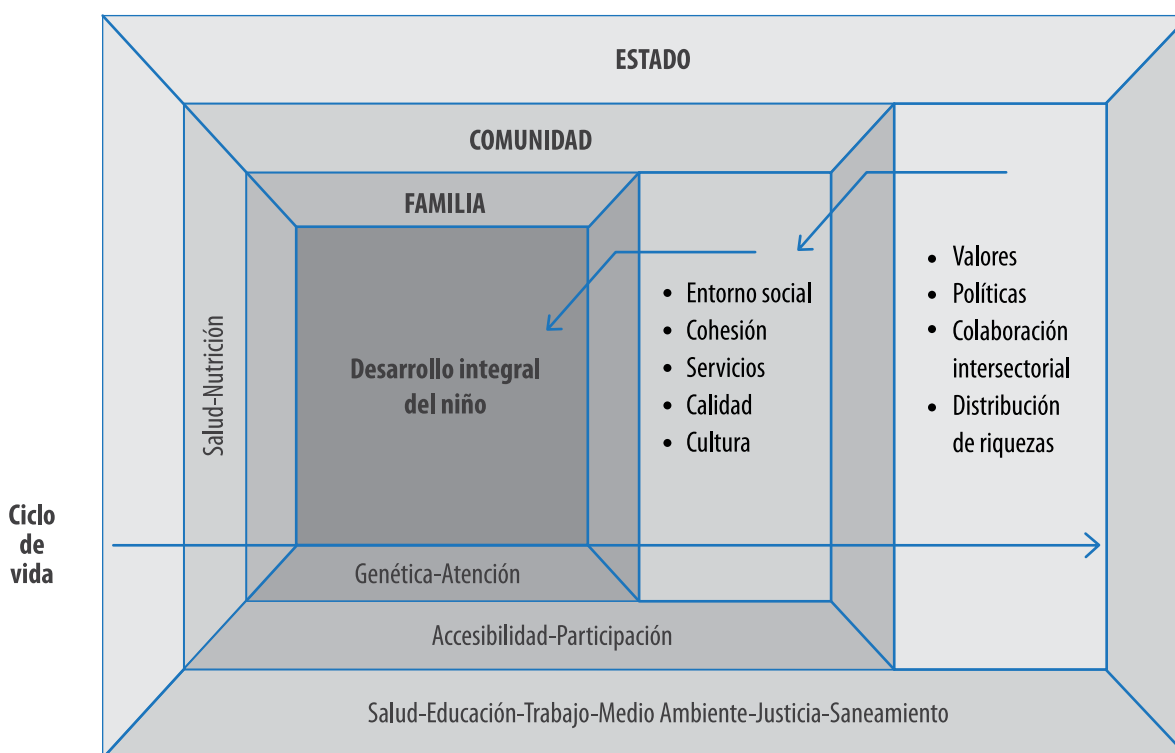 ESTADO
COMUNIDAD
FAMILIA
Desarrollo integral
del niño
Salud-Nutrición
• Entorno social
• Cohesión
• Servicios
• Calidad
• Cultura
• Valores
• Políticas
• Colaboración
intersectorial
• Distribución
de riquezas
Ciclo
de
vida
Genética-Atención
Accesibilidad-Participación
Salud-Educación-Trabajo-Medio Ambiente-Justicia-Saneamiento